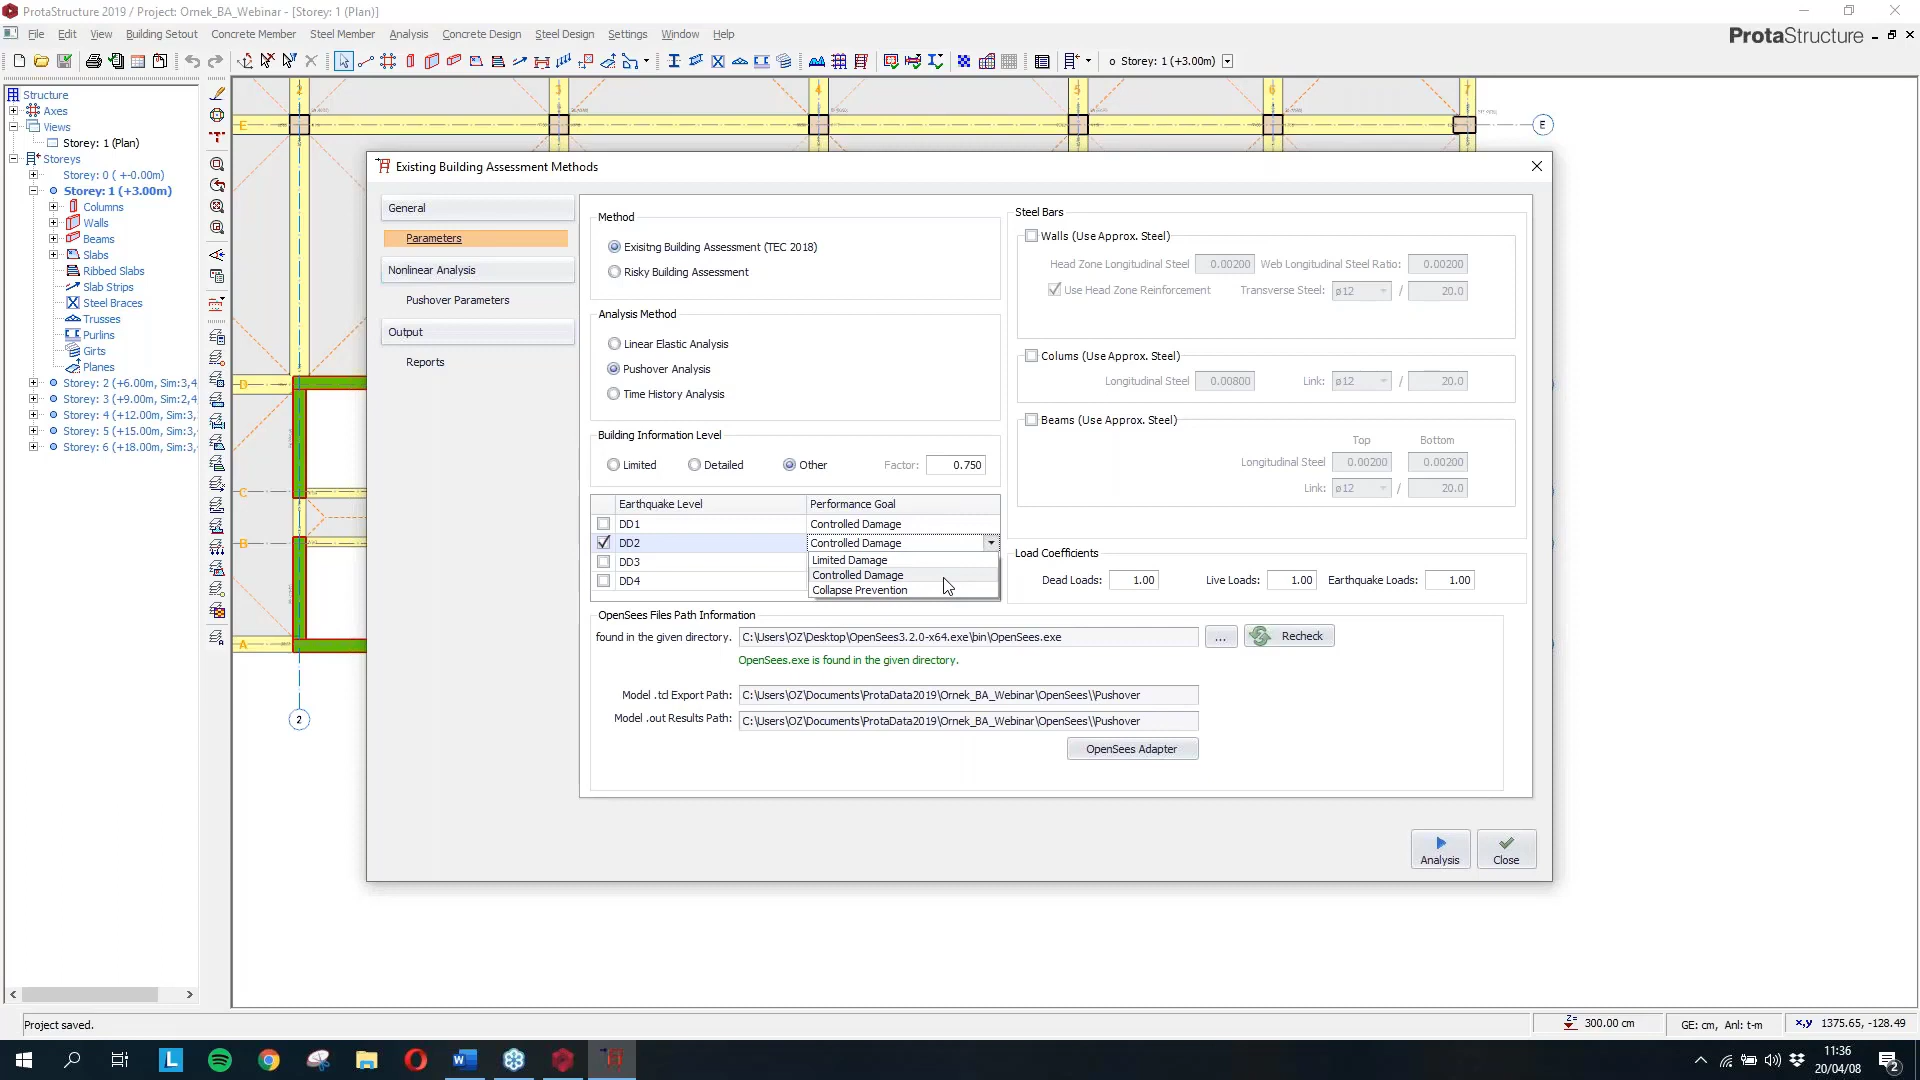 ProtaStructure 2019 / Project: Ornek_BA_Webinar - [Storey: 1 (Plan)]
File Edit View Building Setout Concrete Member Steel Member Analysis Concrete Design Steel Design Settings Window Help
ProtaStructure
Storey: 1 (+3.00m)
Structure
Axes
Views
Storey: 1 (Plan)
Storeys
Storey: 0 ( +-0.00m)
Storey: 1 (+3.00m)
Columns
Walls
Beams
Slabs
Ribbed Slabs
Slab Strips
Steel Braces
Trusses
Purlins
Girts
Planes
Storey: 2 (+6.00m, Sim:3,4
Storey: 3 (+9.00m, Sim:2,4
Storey: 4 (+12.00m, Sim:3,
Storey: 5 (+15.00m, Sim:3,
Storey: 6 (+18.00m, Sim:3,
2 3 4 5 6 7
E E
D
C
B
A
2
Existing Building Assessment Methods
General
Parameters
Nonlinear Analysis
Pushover Parameters
Output
Reports
Method
Exisitng Building Assessment (TEC 2018)
Risky Building Assessment
Analysis Method
Linear Elastic Analysis
Pushover Analysis
Time History Analysis
Building Information Level
Limited Detailed Other Factor: 0.750
Earthquake Level Performance Goal
DD1 Controlled Damage
DD2 Controlled Damage
DD3
DD4
Limited Damage
Controlled Damage
Collapse Prevention
Steel Bars
Walls (Use Approx. Steel)
Head Zone Longitudinal Steel 0.00200 Web Longitudinal Steel Ratio: 0.00200
Use Head Zone Reinforcement Transverse Steel: ø12 / 20.0
Colums (Use Approx. Steel)
Longitudinal Steel 0.00800 Link: ø12 / 20.0
Beams (Use Approx. Steel)
Top Bottom
Longitudinal Steel 0.00200 0.00200
Link: ø12 / 20.0
Load Coefficients
Dead Loads: 1.00 Live Loads: 1.00 Earthquake Loads: 1.00
OpenSees Files Path Information
found in the given directory. C:\Users\OZ\Desktop\OpenSees3.2.0-x64.exe\bin\OpenSees.exe ... Recheck
OpenSees.exe is found in the given directory.
Model .tcl Export Path: C:\Users\OZ\Documents\ProtaData2019\Ornek_BA_Webinar\OpenSees\\Pushover
Model .out Results Path: C:\Users\OZ\Documents\ProtaData2019\Ornek_BA_Webinar\OpenSees\\Pushover
OpenSees Adapter
Analysis Close
Project saved.
Z= 300.00 cm GE: cm, Anl: t-m x,y 1375.65, -128.49
11:36
20/04/08
2